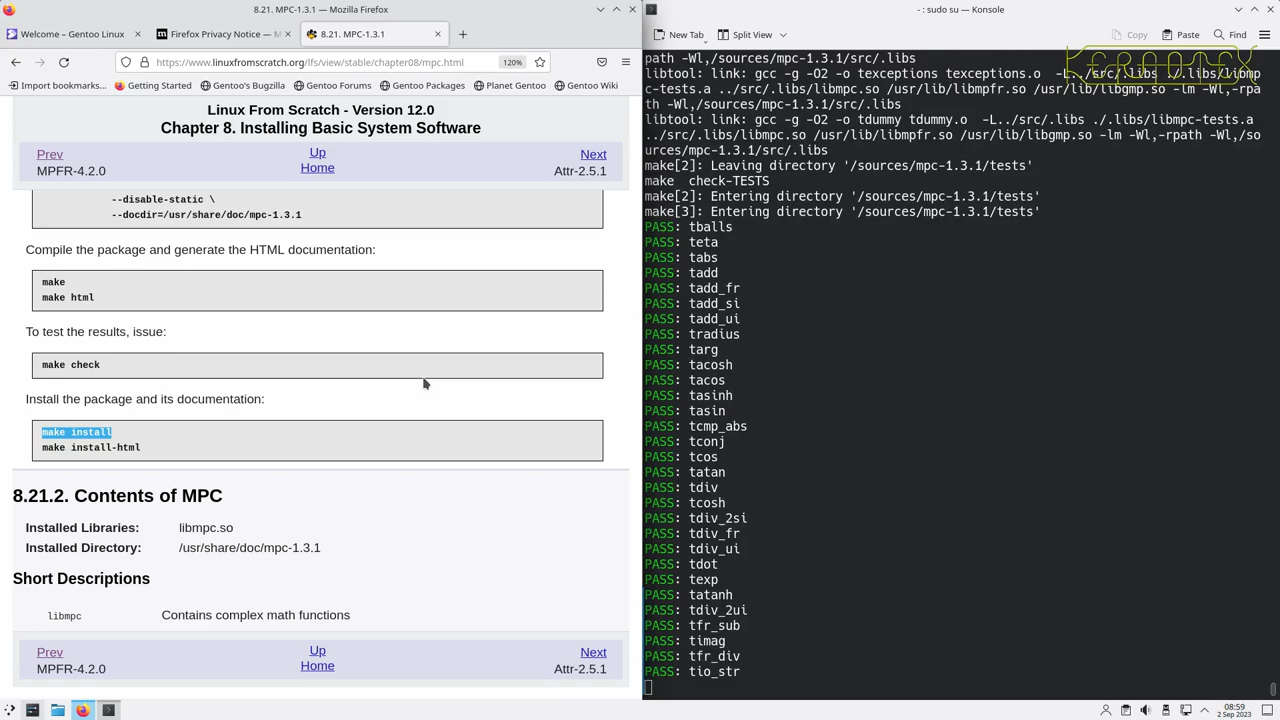 8.21. MPC-1.3.1 — Mozilla Firefox
Welcome – Gentoo Linux
Firefox Privacy Notice — M
8.21. MPC-1.3.1
https://www.linuxfromscratch.org/lfs/view/stable/chapter08/mpc.html
120%
Import bookmarks...
Getting Started
Gentoo's Bugzilla
Gentoo Forums
Gentoo Packages
Planet Gentoo
Gentoo Wiki
Linux From Scratch - Version 12.0
Chapter 8. Installing Basic System Software
Prev
Up
Next
MPFR-4.2.0
Home
Attr-2.5.1
--disable-static \
--docdir=/usr/share/doc/mpc-1.3.1
Compile the package and generate the HTML documentation:
make
make html
To test the results, issue:
make check
Install the package and its documentation:
make install
make install-html
8.21.2. Contents of MPC
Installed Libraries: libmpc.so
Installed Directory: /usr/share/doc/mpc-1.3.1
Short Descriptions
libmpc Contains complex math functions
Prev
Up
Next
MPFR-4.2.0
Home
Attr-2.5.1
- : sudo su — Konsole
New Tab
Split View
Copy
Paste
Find
path -Wl,/sources/mpc-1.3.1/src/.libs
libtool: link: gcc -g -O2 -o texceptions texceptions.o -L../src/.libs ./.libs/libmp
c-tests.a ../src/.libs/libmpc.so /usr/lib/libmpfr.so /usr/lib/libgmp.so -lm -Wl,-rpa
th -Wl,/sources/mpc-1.3.1/src/.libs
libtool: link: gcc -g -O2 -o tdummy tdummy.o -L../src/.libs ./.libs/libmpc-tests.a
../src/.libs/libmpc.so /usr/lib/libmpfr.so /usr/lib/libgmp.so -lm -Wl,-rpath -Wl,/so
urces/mpc-1.3.1/src/.libs
make[2]: Leaving directory '/sources/mpc-1.3.1/tests'
make check-TESTS
make[2]: Entering directory '/sources/mpc-1.3.1/tests'
make[3]: Entering directory '/sources/mpc-1.3.1/tests'
PASS: tballs
PASS: teta
PASS: tabs
PASS: tadd
PASS: tadd_fr
PASS: tadd_si
PASS: tadd_ui
PASS: tradius
PASS: targ
PASS: tacosh
PASS: tacos
PASS: tasinh
PASS: tasin
PASS: tcmp_abs
PASS: tconj
PASS: tcos
PASS: tatan
PASS: tdiv
PASS: tcosh
PASS: tdiv_2si
PASS: tdiv_fr
PASS: tdiv_ui
PASS: tdot
PASS: texp
PASS: tatanh
PASS: tdiv_2ui
PASS: tfr_sub
PASS: timag
PASS: tfr_div
PASS: tio_str
08:59
2 Sep 2023